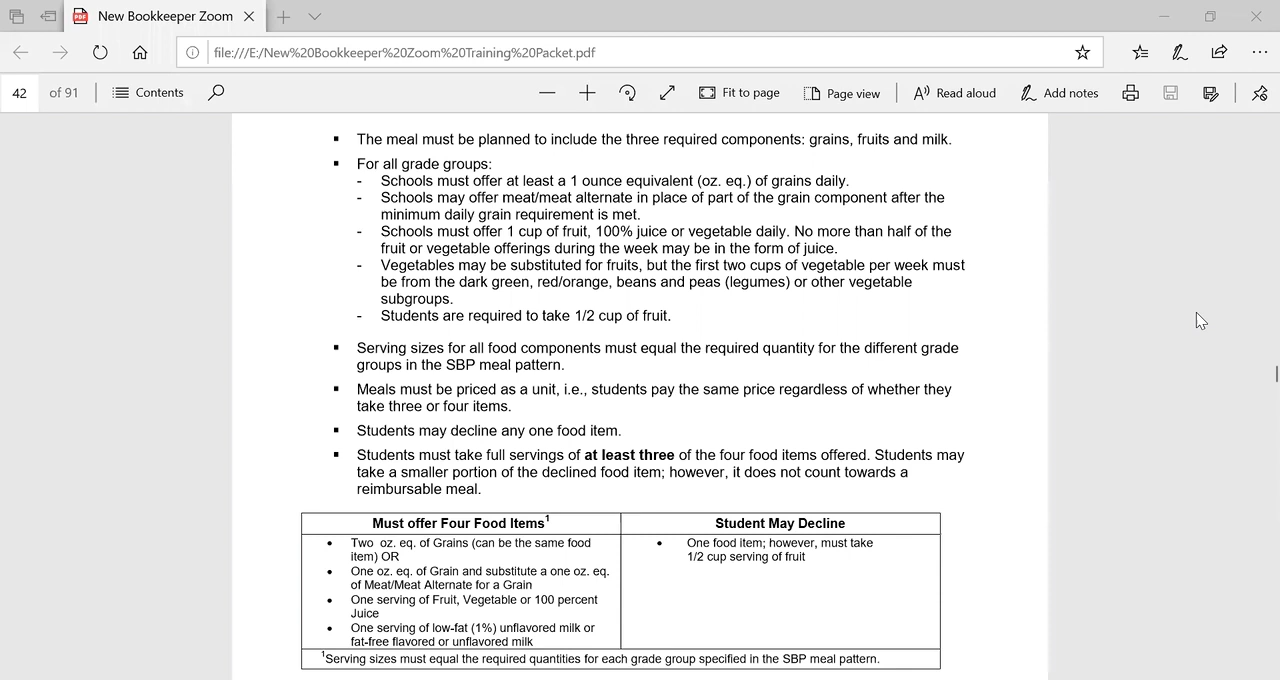 New Bookkeeper Zoom
file:///E:/New%20Bookkeeper%20Zoom%20Training%20Packet.pdf
42 of 91 Contents Fit to page Page view Read aloud Add notes
▪ The meal must be planned to include the three required components: grains, fruits and milk.
▪ For all grade groups:
- Schools must offer at least a 1 ounce equivalent (oz. eq.) of grains daily.
- Schools may offer meat/meat alternate in place of part of the grain component after the
minimum daily grain requirement is met.
- Schools must offer 1 cup of fruit, 100% juice or vegetable daily. No more than half of the
fruit or vegetable offerings during the week may be in the form of juice.
- Vegetables may be substituted for fruits, but the first two cups of vegetable per week must
be from the dark green, red/orange, beans and peas (legumes) or other vegetable
subgroups.
- Students are required to take 1/2 cup of fruit.
▪ Serving sizes for all food components must equal the required quantity for the different grade
groups in the SBP meal pattern.
▪ Meals must be priced as a unit, i.e., students pay the same price regardless of whether they
take three or four items.
▪ Students may decline any one food item.
▪ Students must take full servings of at least three of the four food items offered. Students may
take a smaller portion of the declined food item; however, it does not count towards a
reimbursable meal.
Must offer Four Food Items1
• Two oz. eq. of Grains (can be the same food
item) OR
• One oz. eq. of Grain and substitute a one oz. eq.
of Meat/Meat Alternate for a Grain
• One serving of Fruit, Vegetable or 100 percent
Juice
• One serving of low-fat (1%) unflavored milk or
fat-free flavored or unflavored milk
Student May Decline
• One food item; however, must take
1/2 cup serving of fruit
1Serving sizes must equal the required quantities for each grade group specified in the SBP meal pattern.